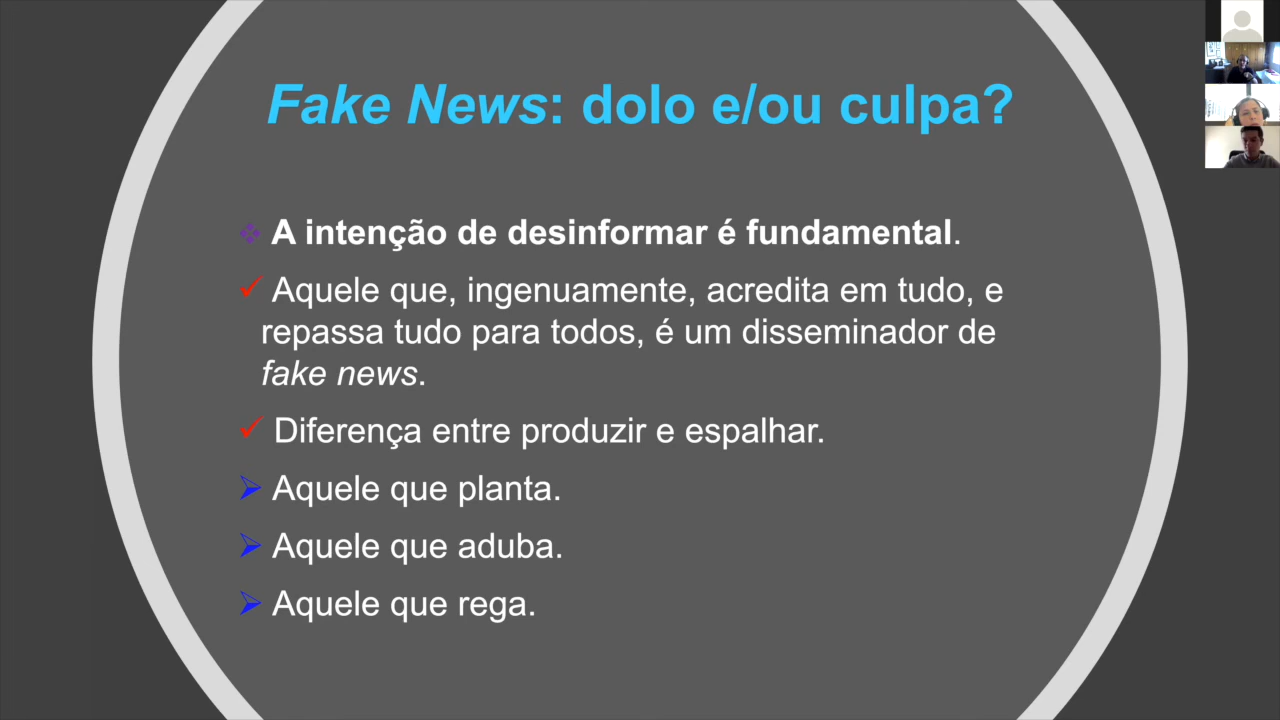 Fake News: dolo e/ou culpa?
A intenção de desinformar é fundamental.
Aquele que, ingenuamente, acredita em tudo, e
repassa tudo para todos, é um disseminador de
fake news.
Diferença entre produzir e espalhar.
Aquele que planta.
Aquele que aduba.
Aquele que rega.